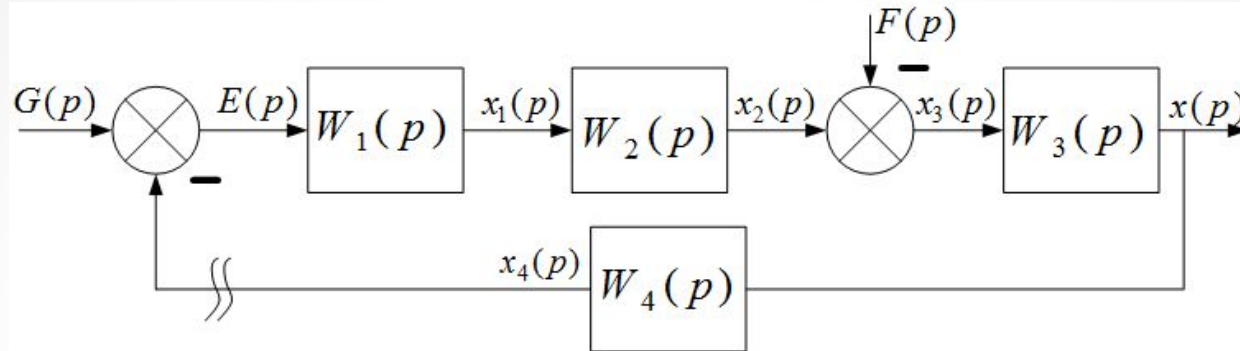 F(p)
G(p) E(p) W₁(p) x₁(p) W₂(p) x₂(p) x₃(p) W₃(p) x(p)
x₄(p) W₄(p)